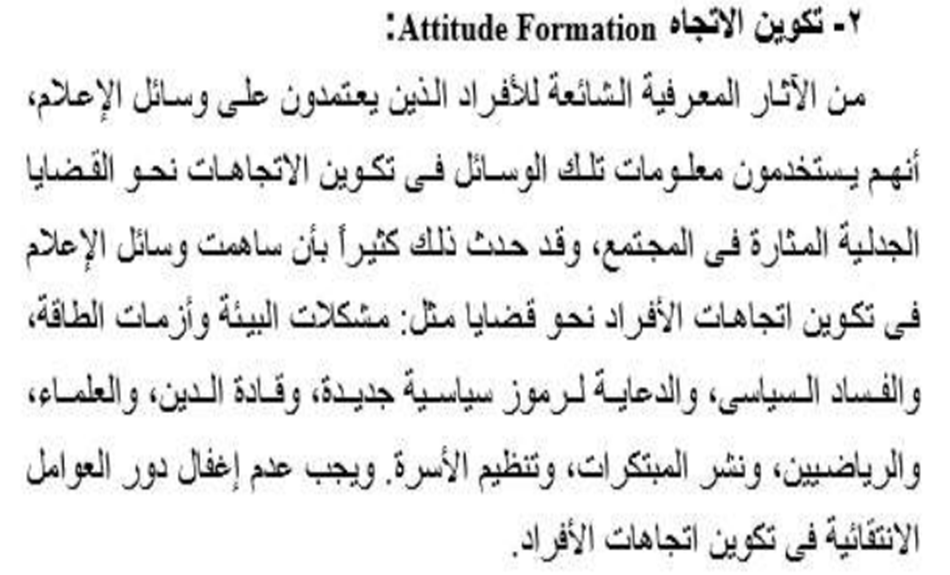 ٢- تكوين الاتجاه Attitude Formation:
من الآثار المعرفية الشائعة للأفراد الذين يعتمدون على وسائل الإعلام،
أنهم يستخدمون معلومات تلك الوسائل فى تكوين الاتجاهات نحو القضايا
الجدلية المثارة فى المجتمع، وقد حدث ذلك كثيراً بأن ساهمت وسائل الإعلام
فى تكوين اتجاهات الأفراد نحو قضايا مثل: مشكلات البيئة وأزمات الطاقة،
والفساد السياسى، والدعاية لرموز سياسية جديدة، وقادة الدين، والعلماء،
والرياضيين، ونشر المبتكرات، وتنظيم الأسرة. ويجب عدم إغفال دور العوامل
الانتقائية فى تكوين اتجاهات الأفراد.